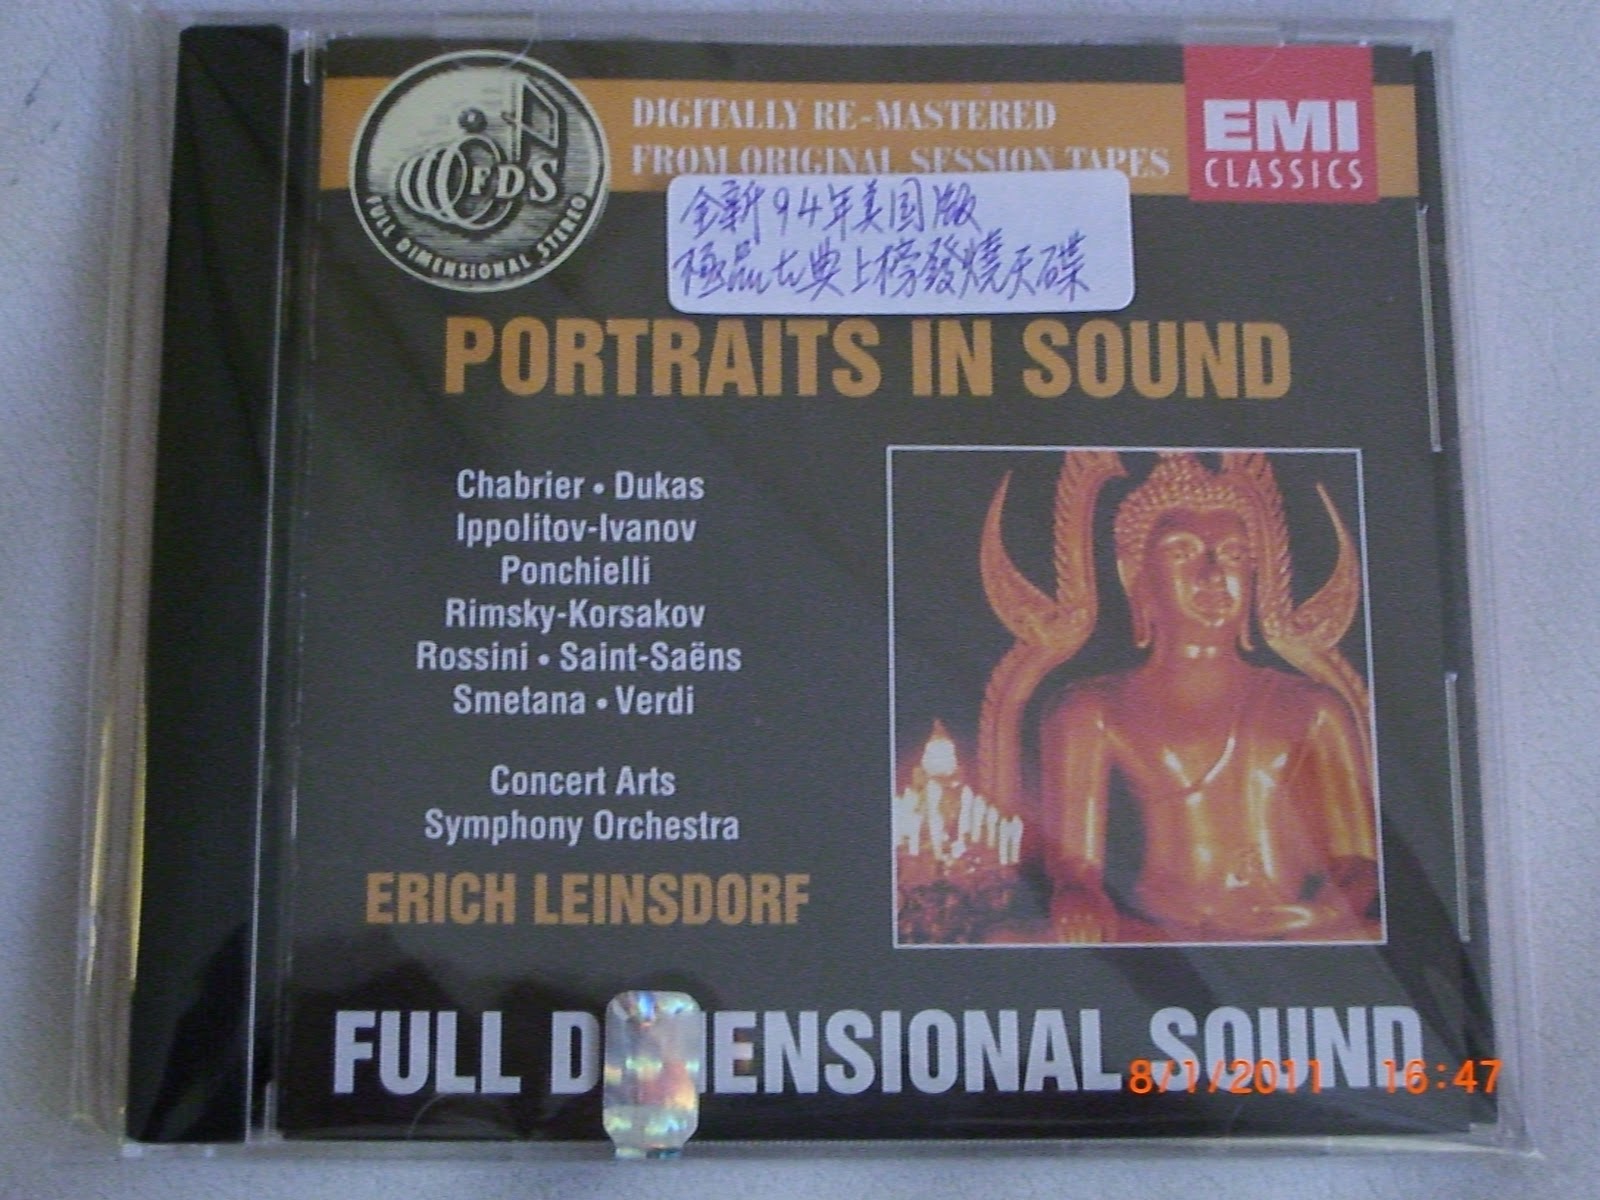 FDS
FULL DIMENSIONAL STEREO
DIGITALLY RE-MASTERED
FROM ORIGINAL SESSION TAPES
EMI
CLASSICS
全新94年美国版
極品古典上榜發燒天碟
PORTRAITS IN SOUND
Chabrier • Dukas
Ippolitov-Ivanov
Ponchielli
Rimsky-Korsakov
Rossini • Saint-Saëns
Smetana • Verdi
Concert Arts
Symphony Orchestra
ERICH LEINSDORF
FULL D ENSIONAL SOUND
8/1/2011 16:47